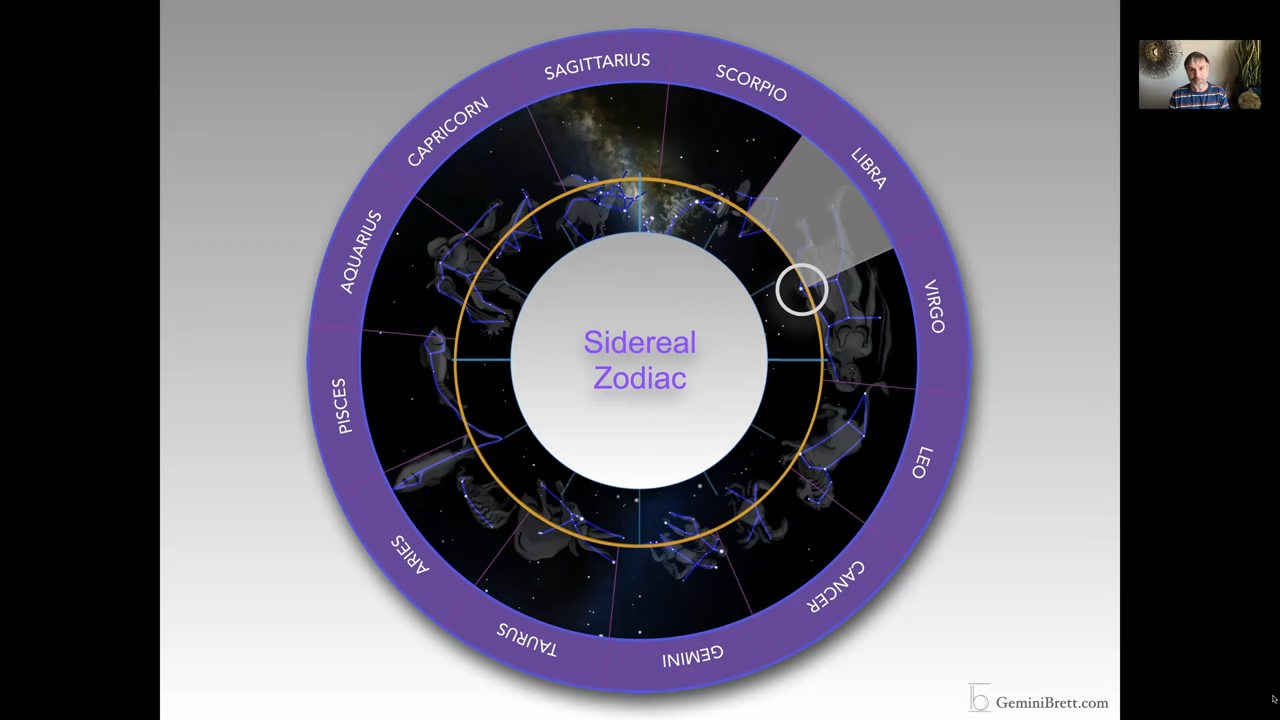 SAGITTARIUS
SCORPIO
LIBRA
VIRGO
LEO
CANCER
GEMINI
TAURUS
ARIES
PISCES
AQUARIUS
CAPRICORN
Sidereal
Zodiac
GeminiBrett.com